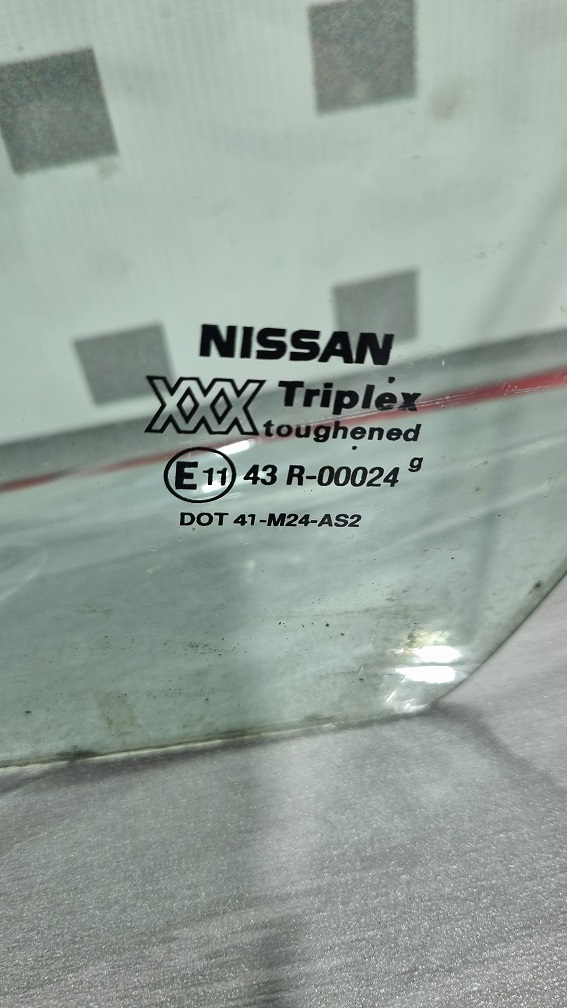 NISSAN
XXX Triplex
toughened
E 11 43 R-00024 g
DOT 41-M24-AS2